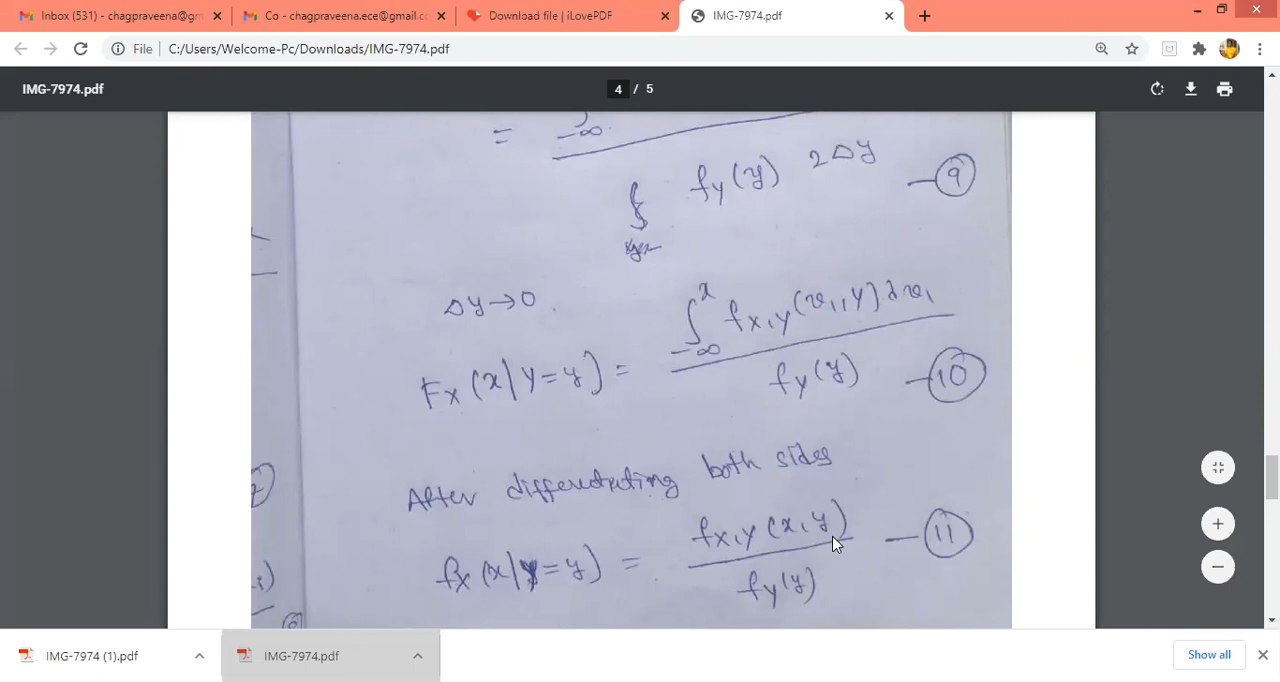 Inbox (531) - chagpraveena@gm
Co - chagpraveena.ece@gmail.c
Download file | iLovePDF
IMG-7974.pdf
File
C:/Users/Welcome-Pc/Downloads/IMG-7974.pdf
IMG-7974.pdf
4 / 5
= ∫ -∞
fy(y) 2Δy -⑨
Δy→0.
Fx(x|Y=y) = ∫_{-∞}^{x} fx,y(x₁,y)dx₁ / fy(y) -⑩
After differentiating both sides
fx(x|y=y) = fx,y(x,y) / fy(y) -⑪
IMG-7974 (1).pdf
IMG-7974.pdf
Show all